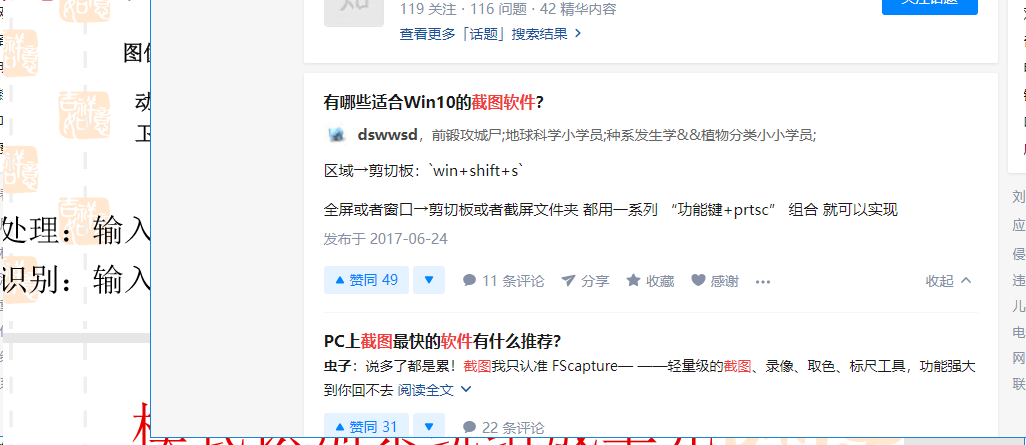 119 关注 · 116 问题 · 42 精华内容
查看更多「话题」搜索结果 >
有哪些适合Win10的截图软件?
dswwsd，前锻攻城尸;地球科学小学员;种系发生学&&植物分类小小学员;
区域→剪切板：`win+shift+s`
全屏或者窗口→剪切板或者截屏文件夹 都用一系列 “功能键+prtsc” 组合 就可以实现
发布于 2017-06-24
赞同 49
11 条评论
分享
收藏
感谢
收起
PC上截图最快的软件有什么推荐?
虫子：说多了都是累！截图我只认准 FScapture— ——轻量级的截图、录像、取色、标尺工具，功能强大
到你回不去 阅读全文
赞同 31
22 条评论
处理：输入
识别：输入
动
卫
吉祥如意
刘
应
侵
违
儿
电
网
联